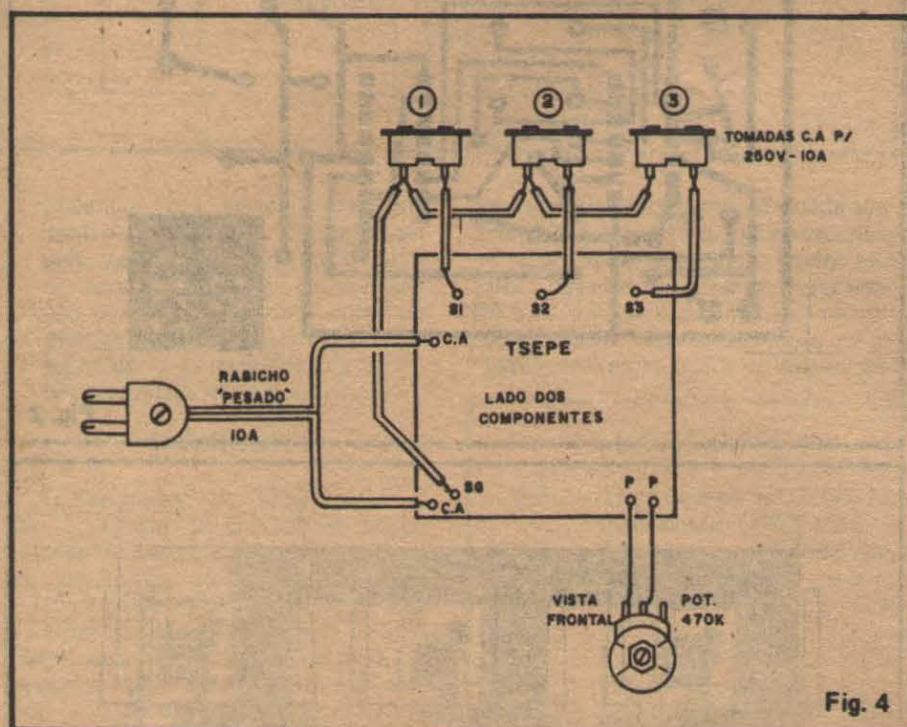 1 2 3
TOMADAS C.A P/
250V - 10A
S1 S2 S3
C.A
TSEPE
RABICHO
"PESADO"
10A
LADO DOS
COMPONENTES
SG
C.A
P P
VISTA
FRONTAL
POT.
470K
Fig. 4